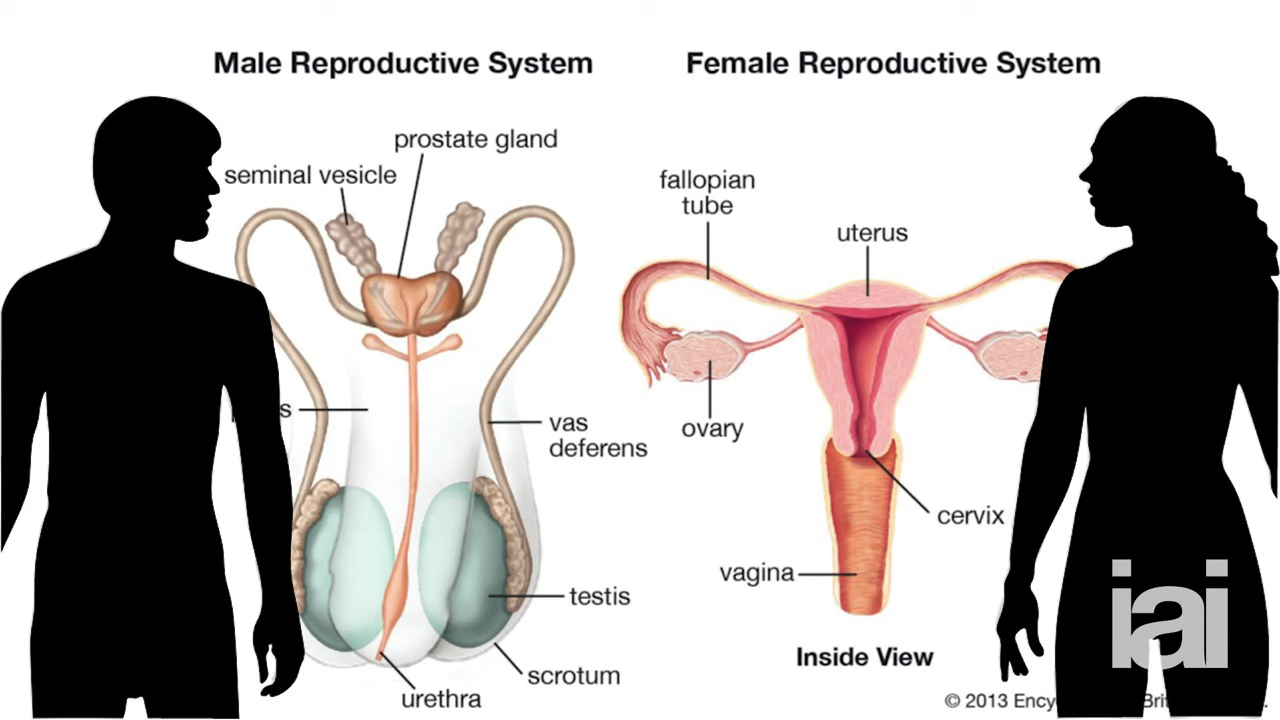 Male Reproductive System
Female Reproductive System
prostate gland
seminal vesicle
fallopian
tube
uterus
vas
deferens
ovary
cervix
vagina
testis
Inside View
scrotum
urethra
iai
© 2013